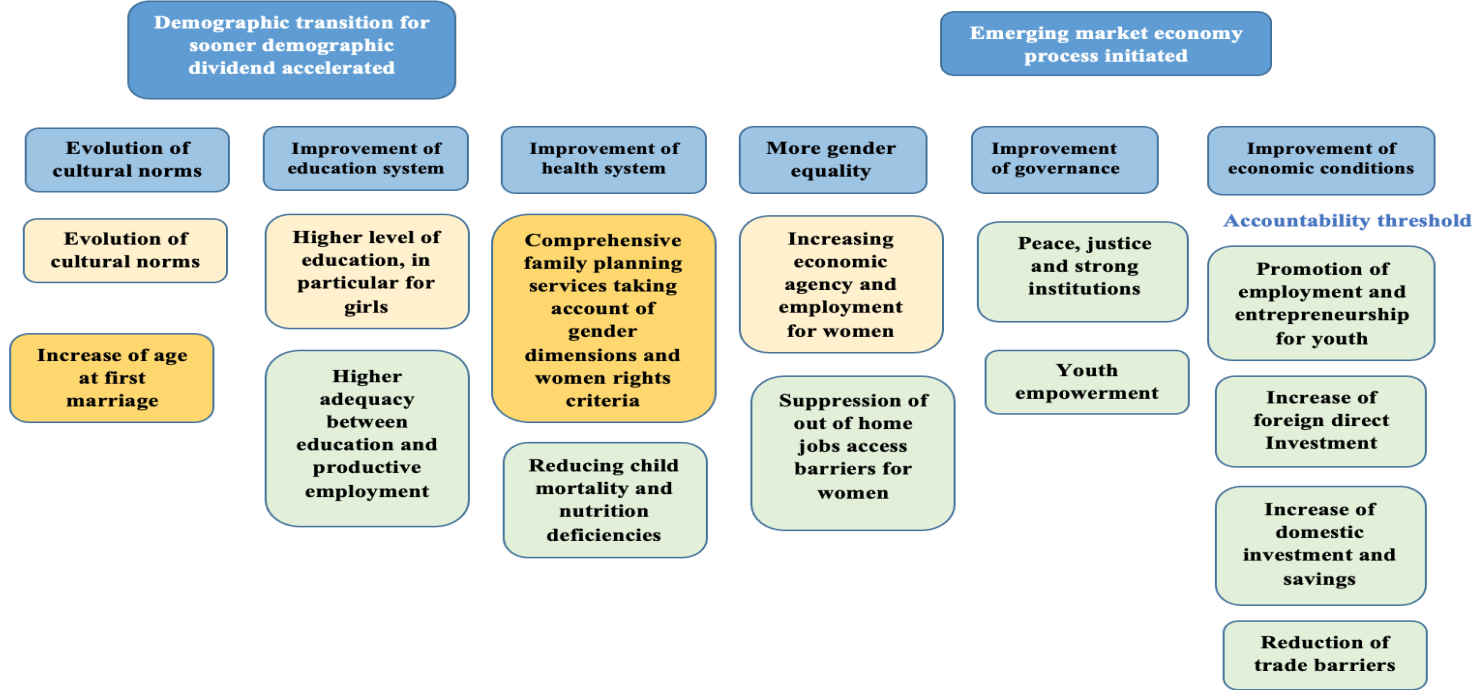 Demographic transition for
sooner demographic
dividend accelerated
Emerging market economy
process initiated
Evolution of
cultural norms
Improvement of
education system
Improvement of
health system
More gender
equality
Improvement
of governance
Improvement of
economic conditions
Evolution of
cultural norms
Increase of age
at first
marriage
Higher level of
education, in
particular for
girls
Higher
adequacy
between
education and
productive
employment
Comprehensive
family planning
services taking
account of
gender
dimensions and
women rights
criteria
Reducing child
mortality and
nutrition
deficiencies
Increasing
economic
agency and
employment
for women
Suppression of
out of home
jobs access
barriers for
women
Peace, justice
and strong
institutions
Youth
empowerment
Accountability threshold
Promotion of
employment and
entrepreneurship
for youth
Increase of
foreign direct
Investment
Increase of
domestic
investment and
savings
Reduction of
trade barriers